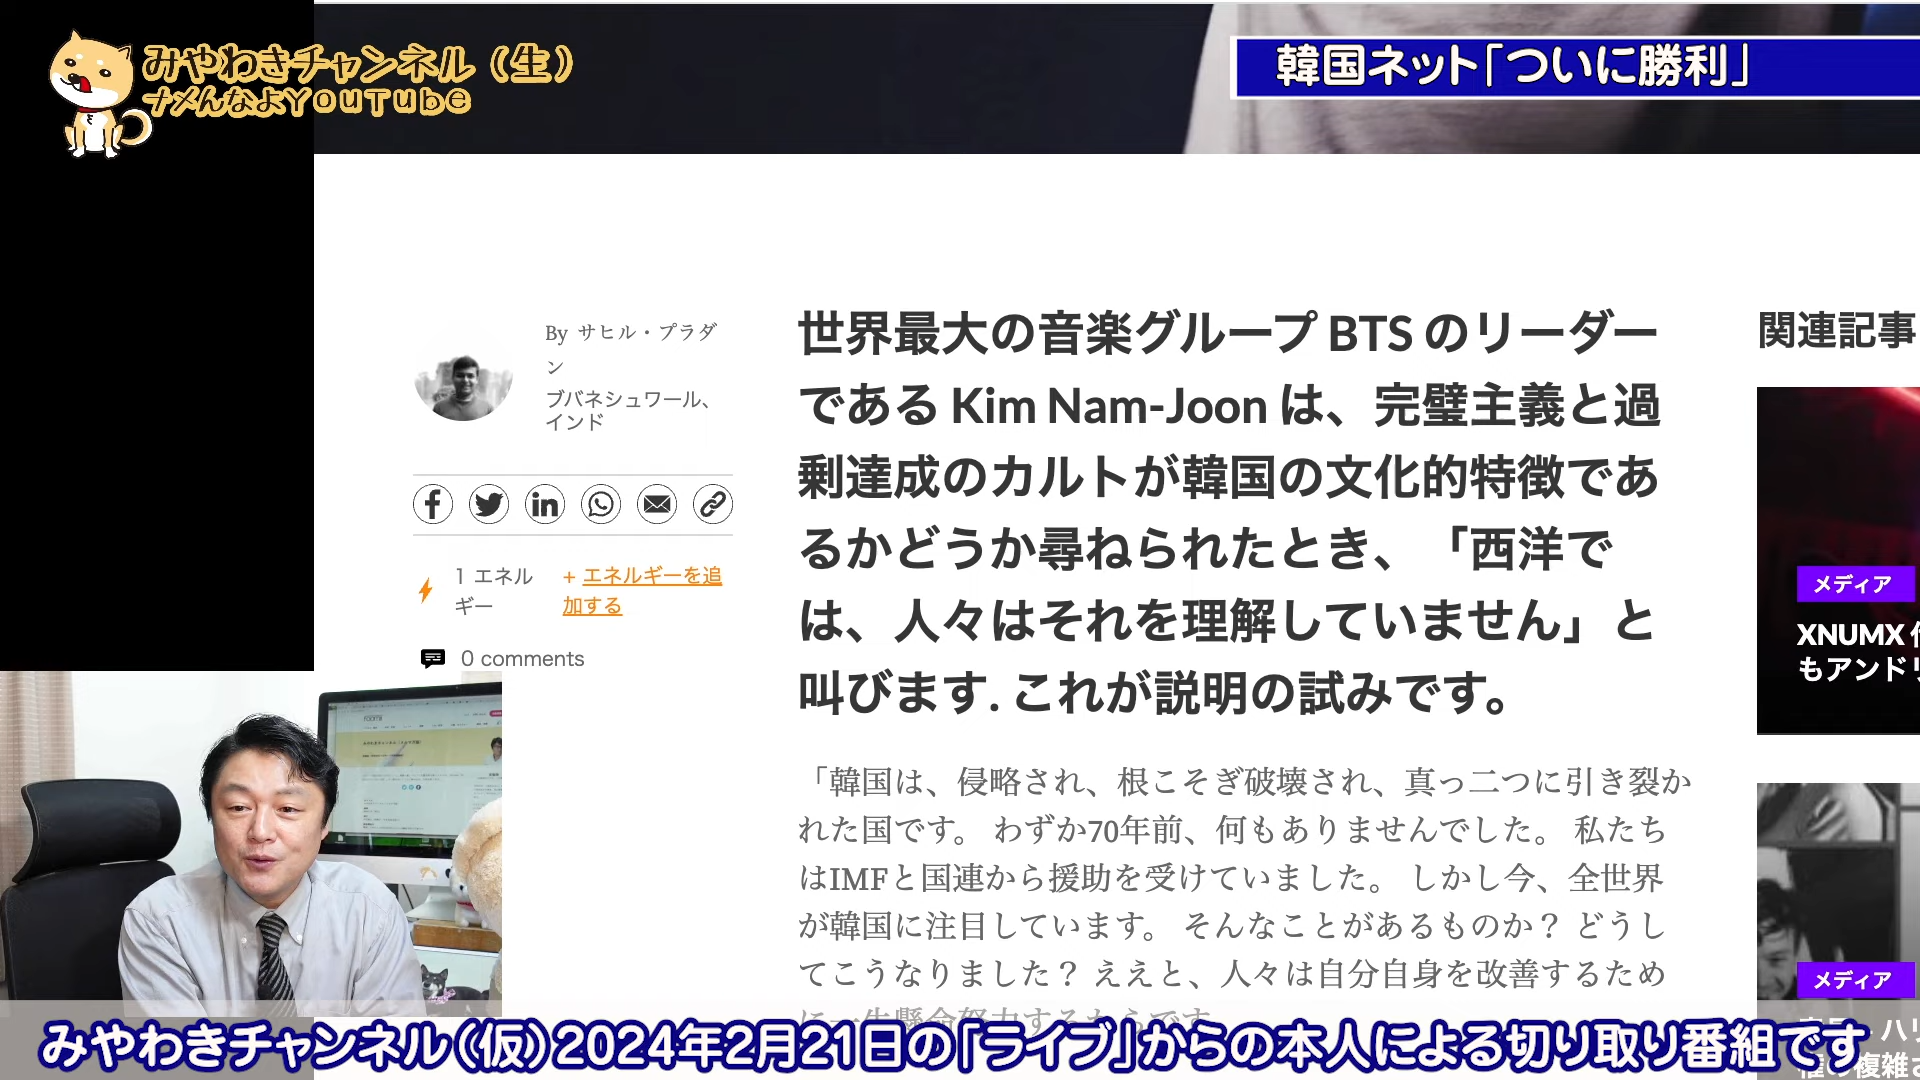 みやわきチャンネル（生）
ナメんなよYouTube
韓国ネット「ついに勝利」
By サヒル・プラダ
ン
ブバネシュワール、
インド
1 エネル
ギー
+ エネルギーを追
加する
0 comments
世界最大の音楽グループ BTS のリーダー
である Kim Nam-Joon は、完璧主義と過
剰達成のカルトが韓国の文化的特徴であ
るかどうか尋ねられたとき、「西洋で
は、人々はそれを理解していません」と
叫びます. これが説明の試みです。
「韓国は、侵略され、根こそぎ破壊され、真っ二つに引き裂か
れた国です。 わずか70年前、何もありませんでした。 私たち
はIMFと国連から援助を受けていました。 しかし今、全世界
が韓国に注目しています。 そんなことがあるものか？ どうし
てこうなりました？ ええと、人々は自分自身を改善するため
に一生懸命努力するからです
関連記事
メディア
XNUMX
もアンド
メディア
みやわきチャンネル（仮）2024年2月21日の「ライブ」からの本人による切り取り番組です